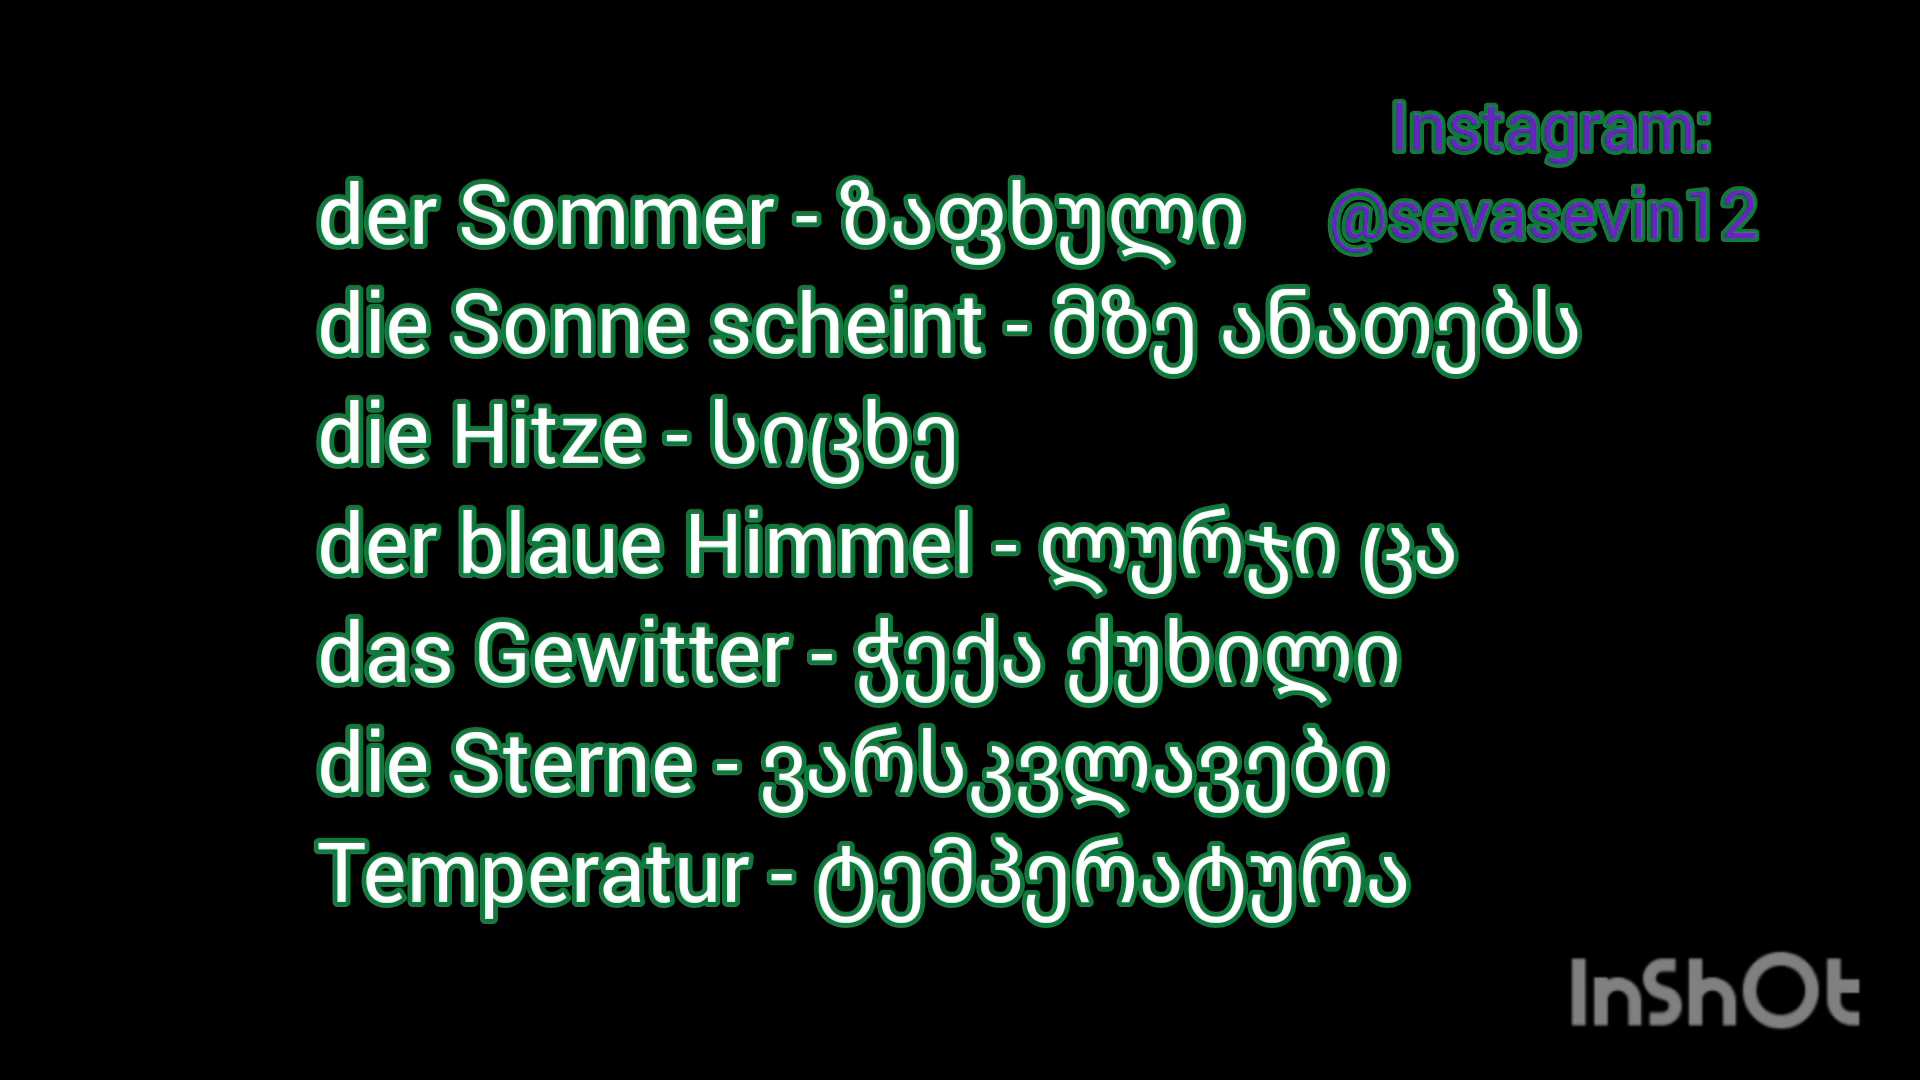 Instagram:
@sevasevin12
der Sommer - ზაფხული
die Sonne scheint - მზე ანათებს
die Hitze - სიცხე
der blaue Himmel - ლურჯი ცა
das Gewitter - ჭექა ქუხილი
die Sterne - ვარსკვლავები
Temperatur - ტემპერატურა
InShOt